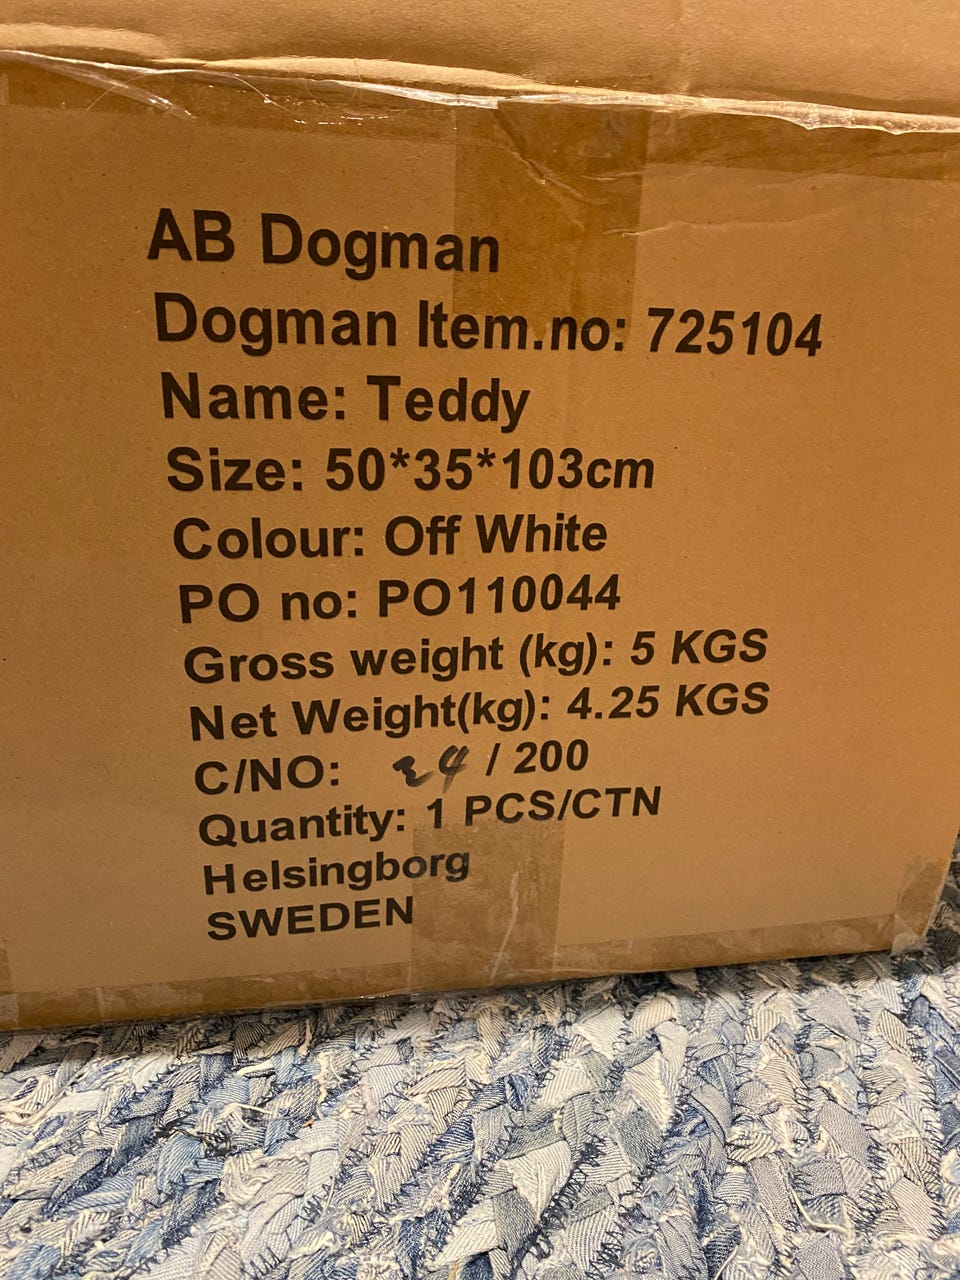 AB Dogman
Dogman Item.no: 725104
Name: Teddy
Size: 50*35*103cm
Colour: Off White
PO no: PO110044
Gross weight (kg): 5 KGS
Net Weight(kg): 4.25 KGS
C/NO: 24 / 200
Quantity: 1 PCS/CTN
Helsingborg
SWEDEN